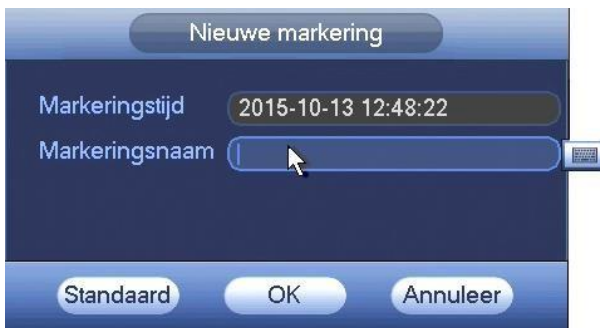 Nieuwe markering
Markeringstijd 2015-10-13 12:48:22
Markeringsnaam
Standaard OK Annuleer